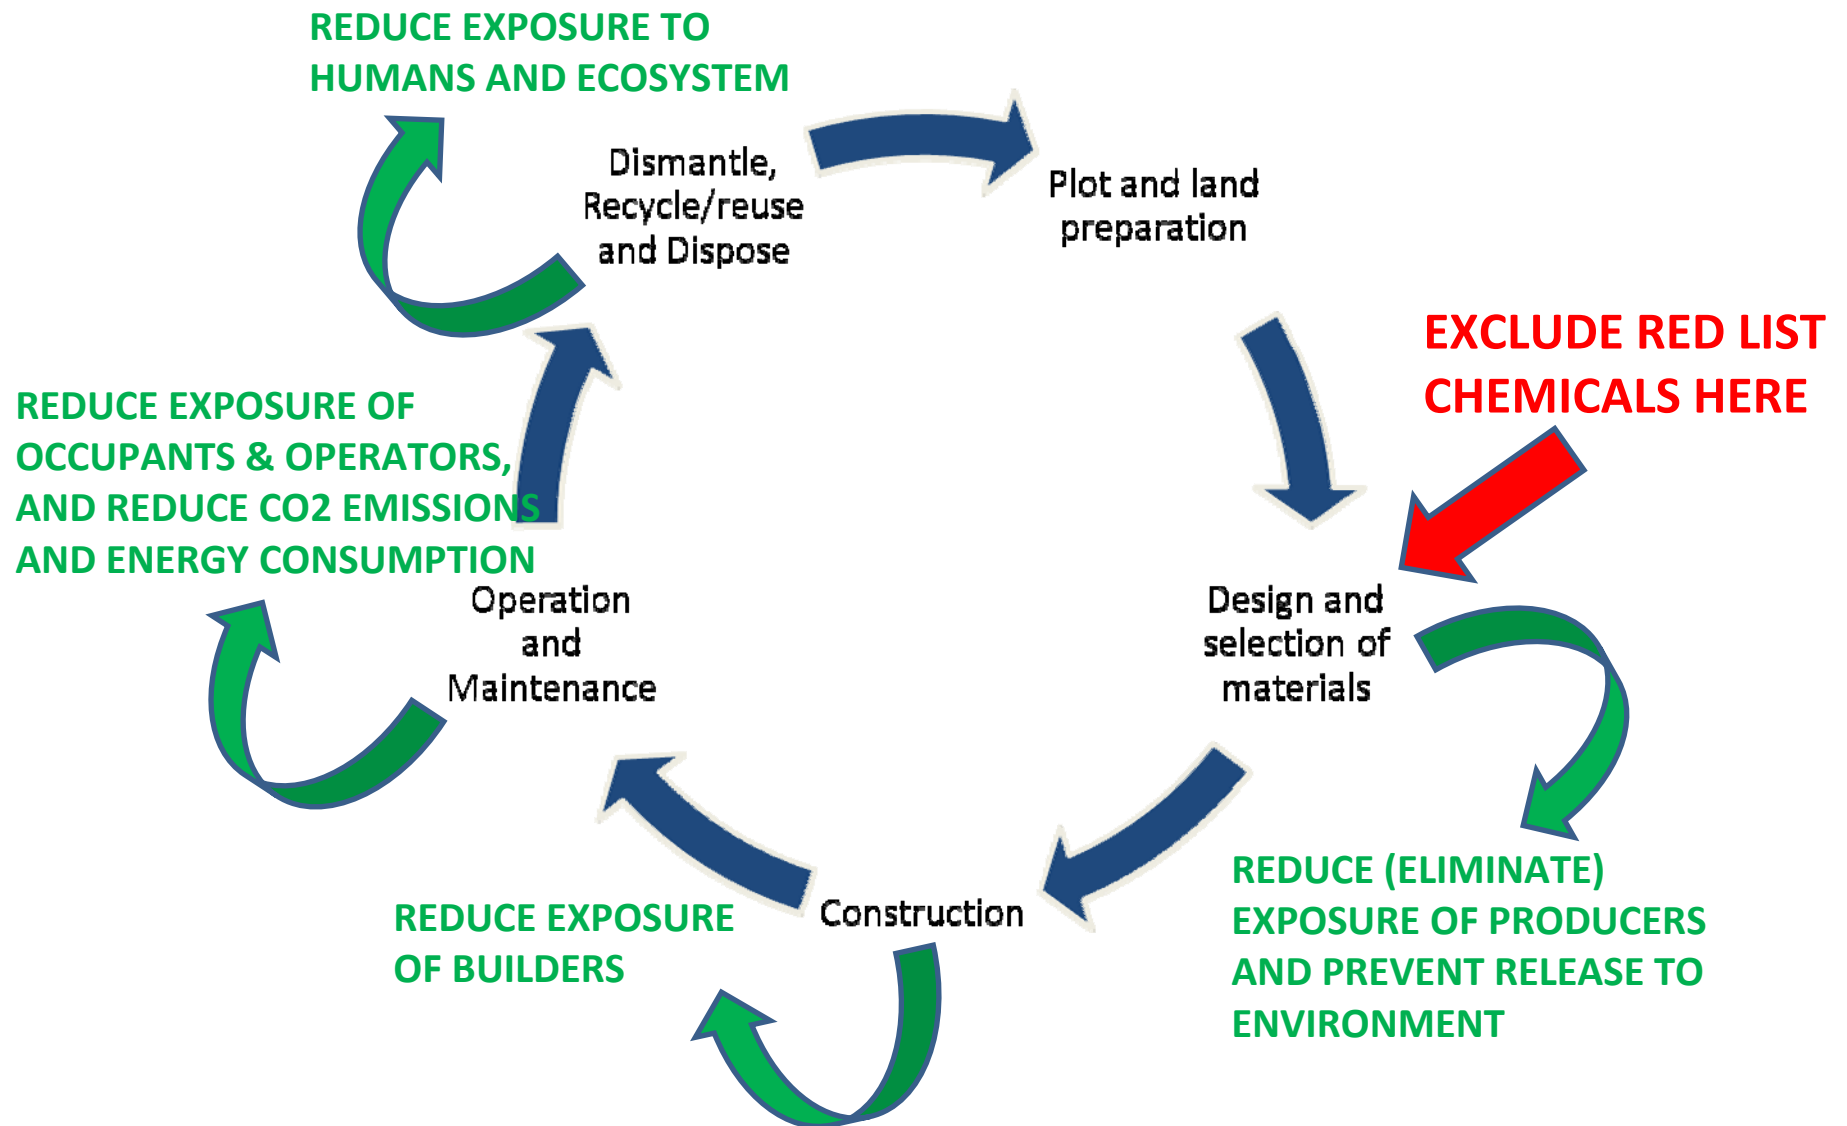 REDUCE EXPOSURE TO
HUMANS AND ECOSYSTEM
Dismantle,
Recycle/reuse
and Dispose
Plot and land
preparation
EXCLUDE RED LIST
CHEMICALS HERE
REDUCE EXPOSURE OF
OCCUPANTS & OPERATORS,
AND REDUCE CO2 EMISSIONS
AND ENERGY CONSUMPTION
Operation
and
Maintenance
Design and
selection of
materials
REDUCE EXPOSURE
OF BUILDERS
Construction
REDUCE (ELIMINATE)
EXPOSURE OF PRODUCERS
AND PREVENT RELEASE TO
ENVIRONMENT